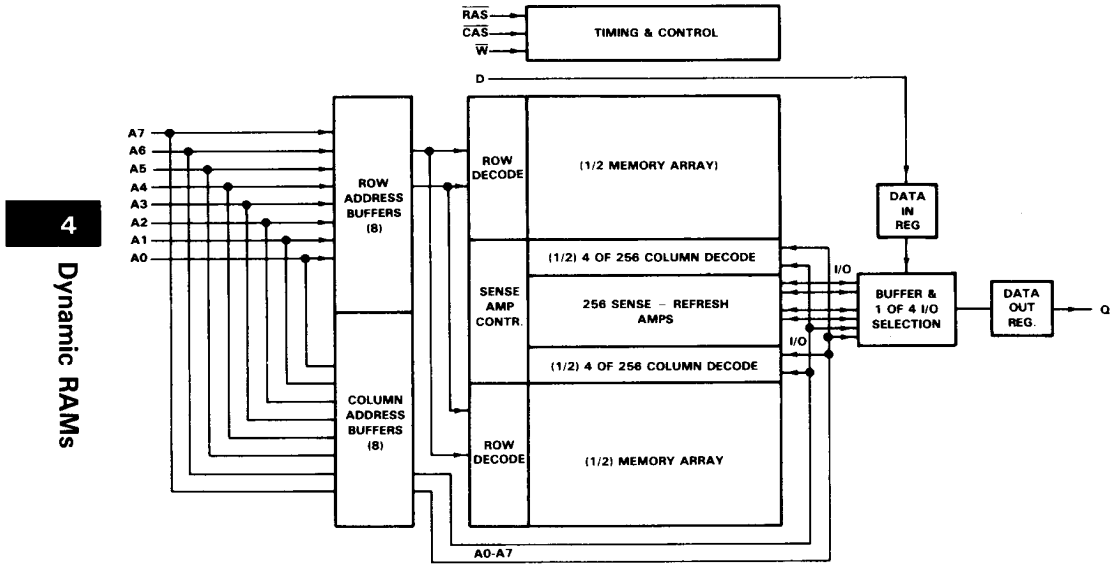 R̅A̅S̅
C̅A̅S̅
W̅
TIMING & CONTROL
D
A7
A6
A5
A4
A3
A2
A1
A0
ROW
ADDRESS
BUFFERS
(8)
COLUMN
ADDRESS
BUFFERS
(8)
ROW
DECODE
(1/2 MEMORY ARRAY)
SENSE
AMP
CONTR.
(1/2) 4 OF 256 COLUMN DECODE
256 SENSE – REFRESH
AMPS
(1/2) 4 OF 256 COLUMN DECODE
ROW
DECODE
(1/2) MEMORY ARRAY
I/O
I/O
DATA
IN
REG
BUFFER &
1 OF 4 I/O
SELECTION
DATA
OUT
REG.
Q
A0-A7
4
Dynamic RAMs